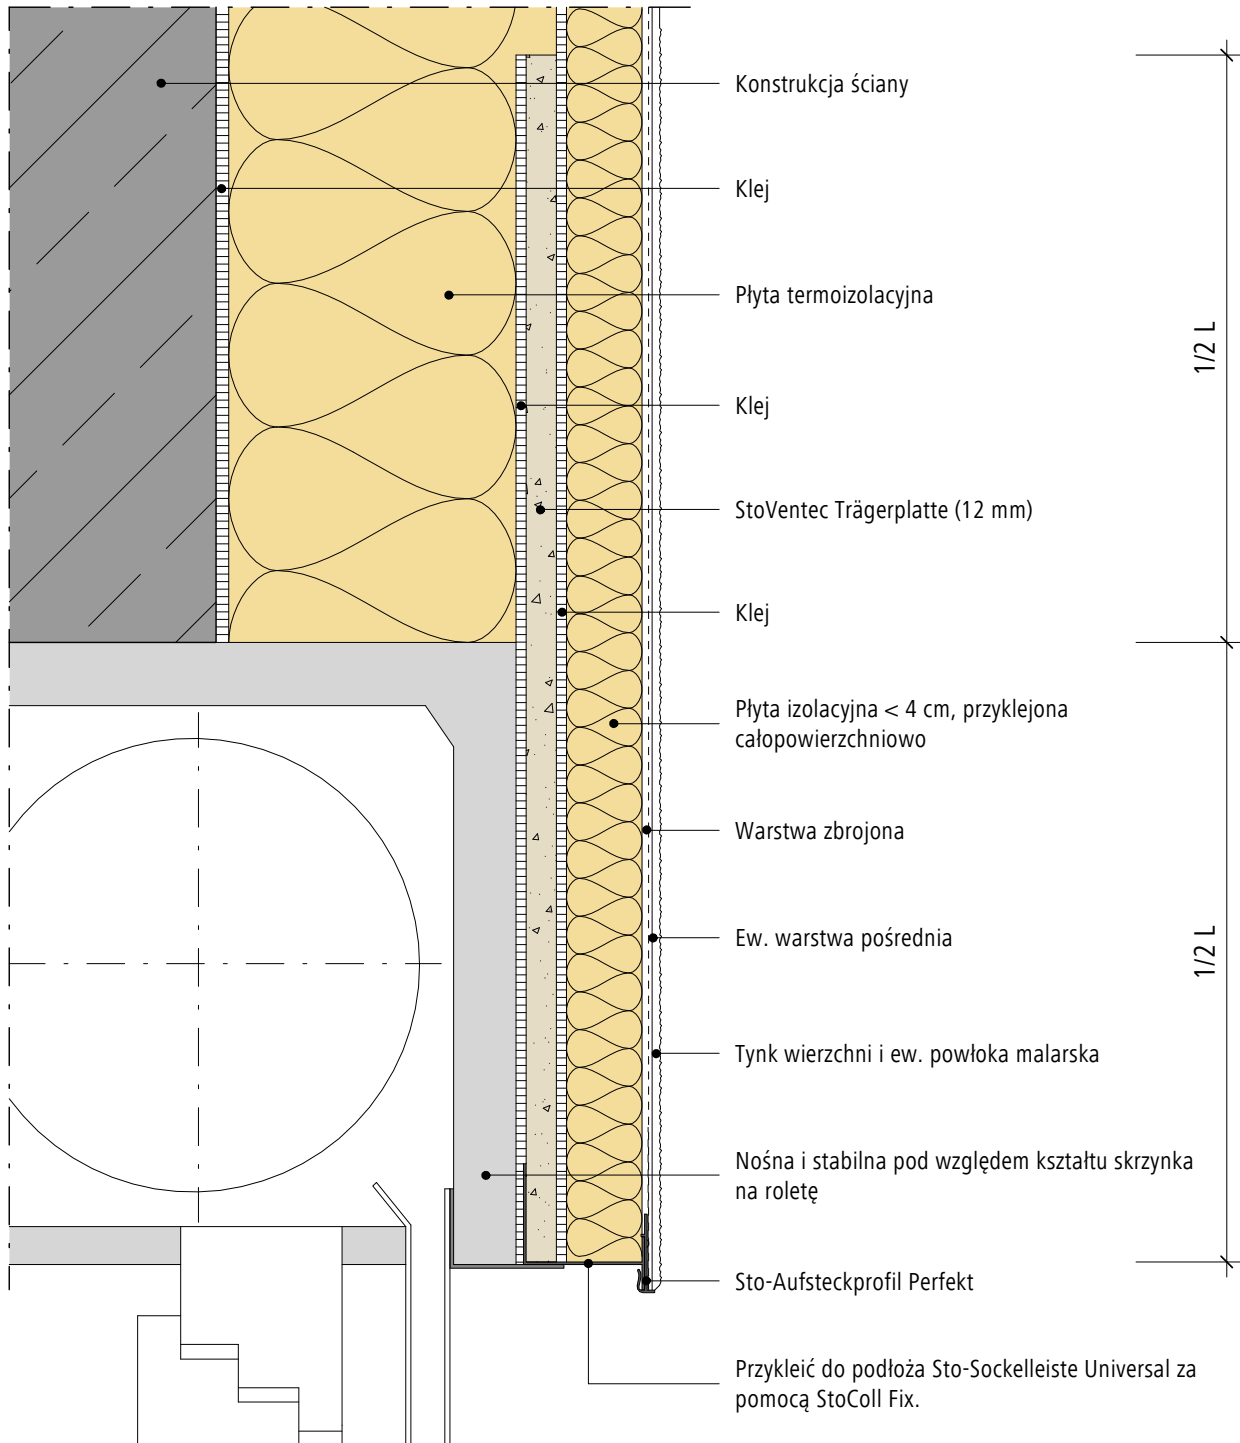 Konstrukcja ściany
Klej
Płyta termoizolacyjna
1/2 L
Klej
StoVentec Trägerplatte (12 mm)
Klej
Płyta izolacyjna < 4 cm, przyklejona
całopowierzchniowo
Warstwa zbrojona
Ew. warstwa pośrednia
1/2 L
Tynk wierzchni i ew. powłoka malarska
Nośna i stabilna pod względem kształtu skrzynka
na roletę
Sto-Aufsteckprofil Perfekt
Przykleić do podłoża Sto-Sockelleiste Universal za
pomocą StoColl Fix.